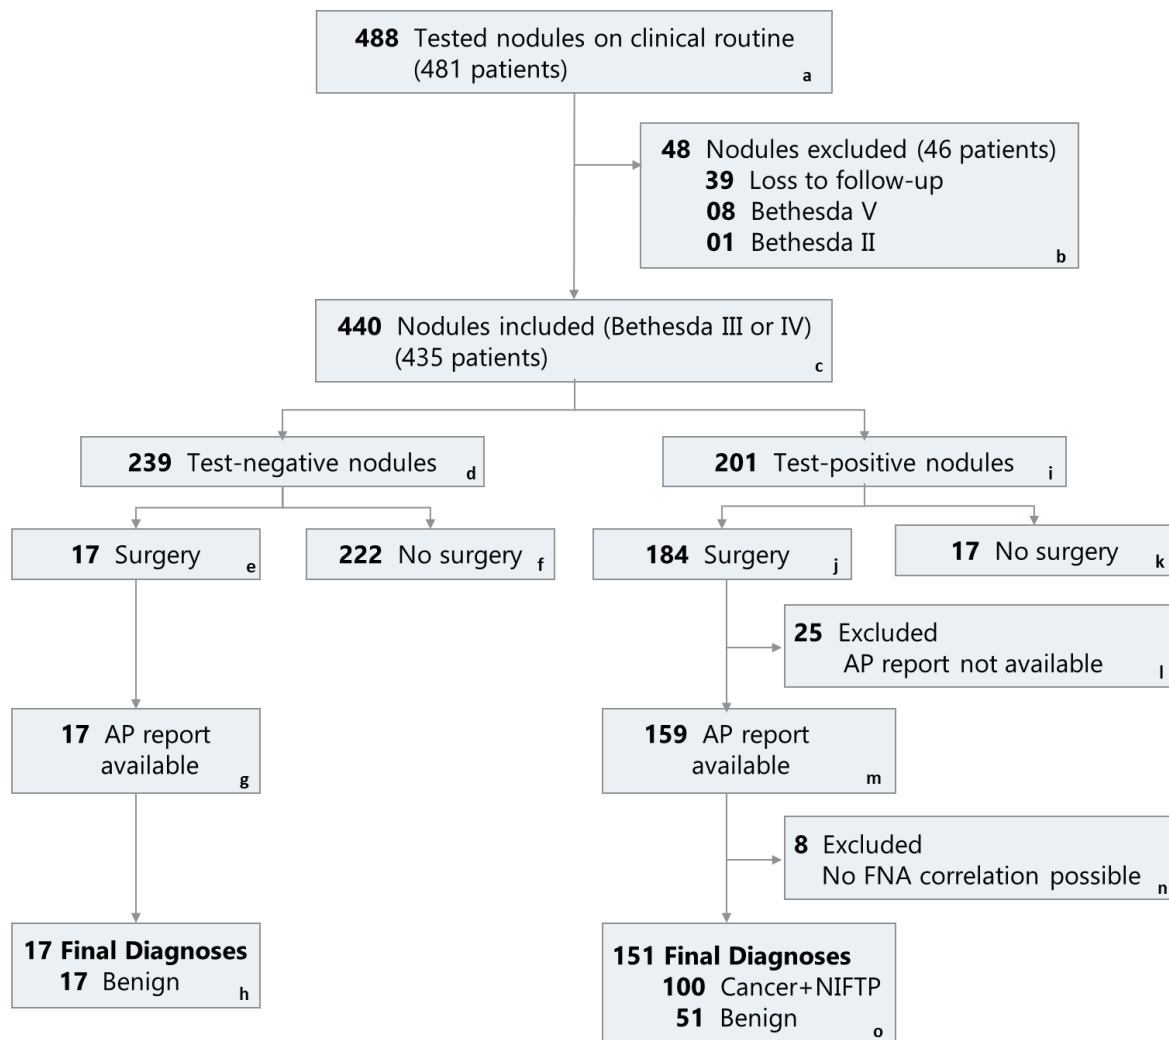 488 Tested nodules on clinical routine
(481 patients)
a
48 Nodules excluded (46 patients)
39 Loss to follow-up
08 Bethesda V
01 Bethesda II
b
440 Nodules included (Bethesda III or IV)
(435 patients)
c
239 Test-negative nodules
d
201 Test-positive nodules
i
17 Surgery
e
222 No surgery
f
184 Surgery
j
17 No surgery
k
25 Excluded
AP report not available
l
17 AP report
available
g
159 AP report
available
m
8 Excluded
No FNA correlation possible
n
17 Final Diagnoses
17 Benign
h
151 Final Diagnoses
100 Cancer+NIFTP
51 Benign
o